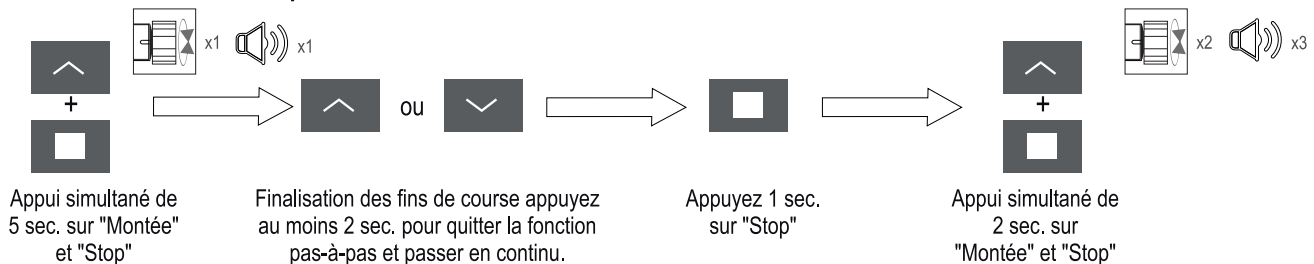 x1
x1
x2
x3
+
ou
+
Appui simultané de
5 sec. sur "Montée"
et "Stop"
Finalisation des fins de course appuyez
au moins 2 sec. pour quitter la fonction
pas-à-pas et passer en continu.
Appuyez 1 sec.
sur "Stop"
Appui simultané de
2 sec. sur
"Montée" et "Stop"